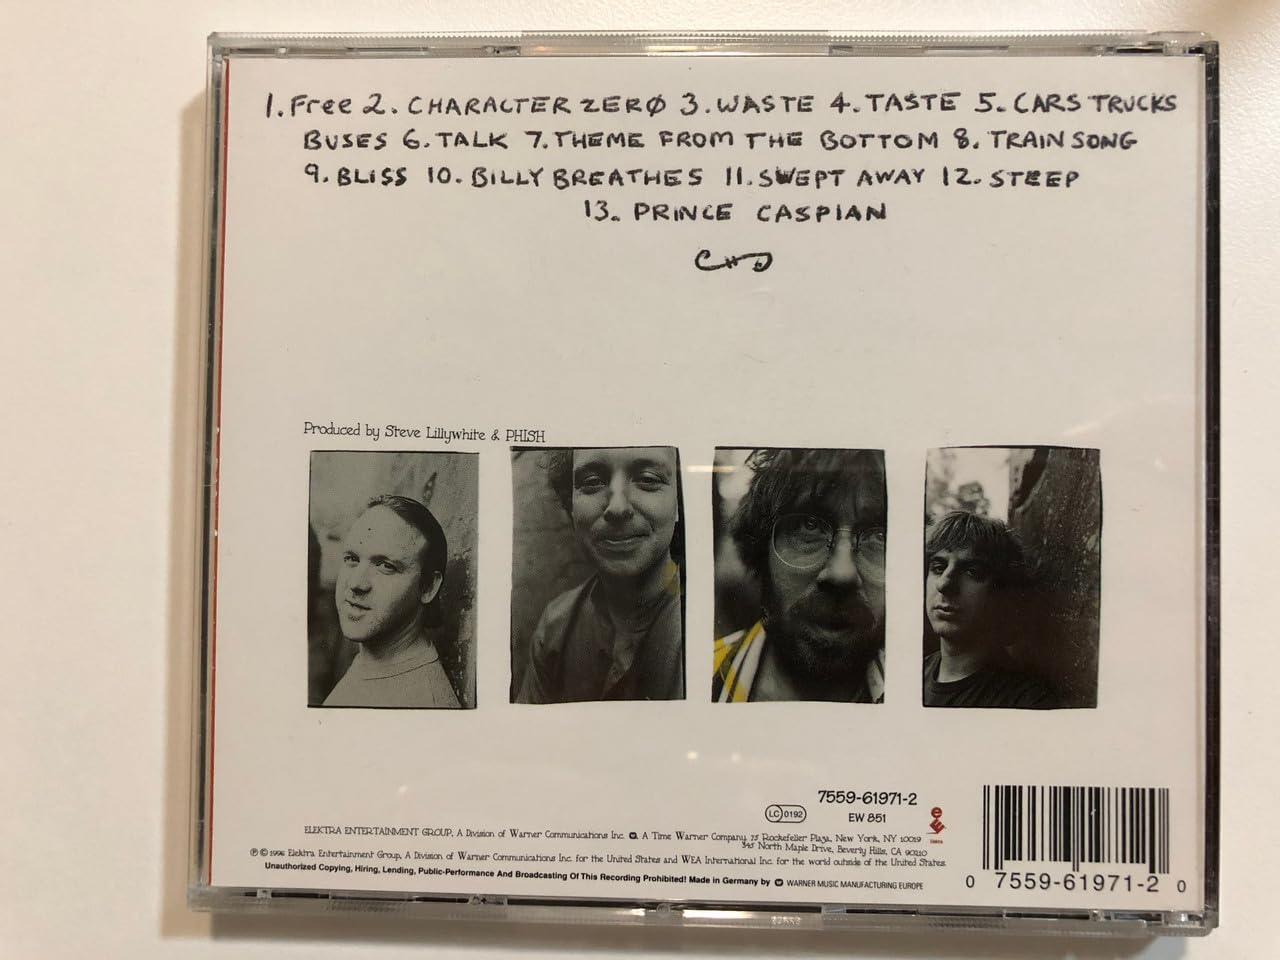 1. Free 2. CHARACTER ZERØ 3. WASTE 4. TASTE 5. CARS TRUCKS
BUSES 6. TALK 7. THEME FROM THE BOTTOM 8. TRAIN SONG
9. BLISS 10. BILLY BREATHES 11. SWEPT AWAY 12. STEEP
13. PRINCE CASPIAN
Produced by Steve Lillywhite & PHISH
7559-61971-2
LC 0192
EW 851
ELEKTRA ENTERTAINMENT GROUP, A Division of Warner Communications Inc. A Time Warner Company. 75 Rockefeller Plaza, New York, NY 10019
345 North Maple Drive, Beverly Hills, CA 90210
℗ © 1996 Elektra Entertainment Group, A Division of Warner Communications Inc. for the United States and WEA International Inc. for the world outside of the United States.
Unauthorized Copying, Hiring, Lending, Public-Performance And Broadcasting Of This Recording Prohibited! Made in Germany by WARNER MUSIC MANUFACTURING EUROPE
0 7559-61971-2 0